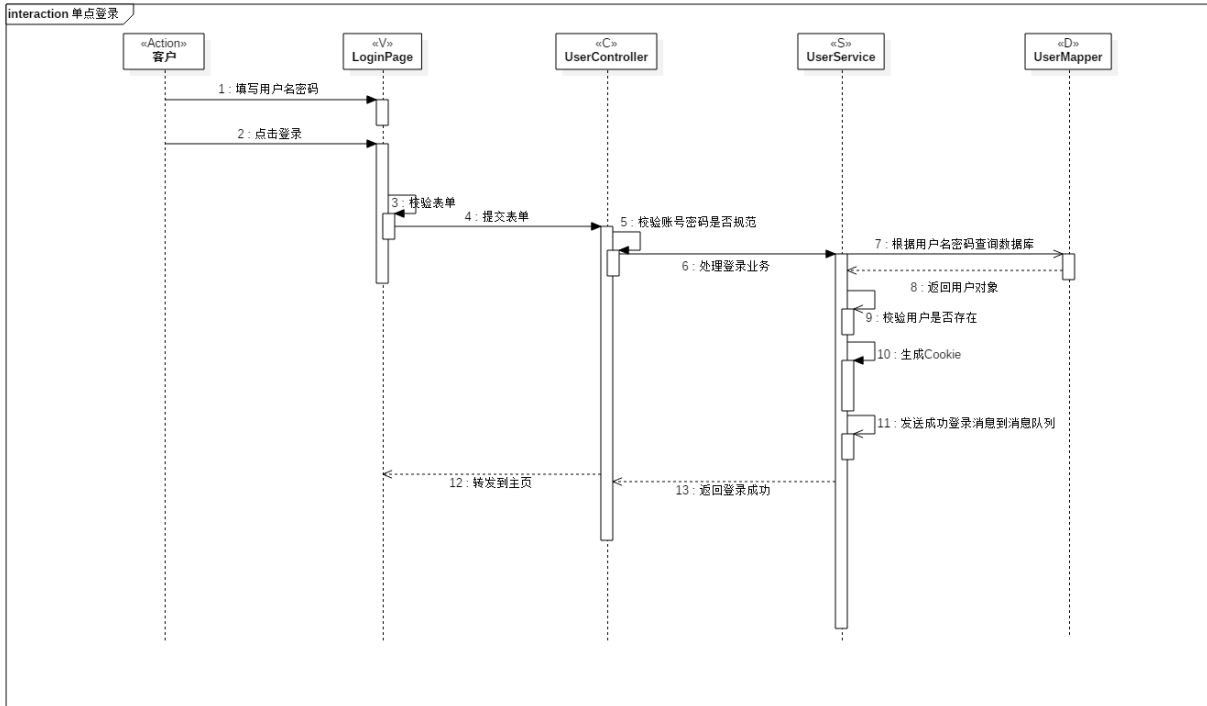 interaction 单点登录
«Action»
客户
«V»
LoginPage
«C»
UserController
«S»
UserService
«D»
UserMapper
1 : 填写用户名密码
2 : 点击登录
3 : 校验表单
4 : 提交表单
5 : 校验账号密码是否规范
6 : 处理登录业务
7 : 根据用户名密码查询数据库
8 : 返回用户对象
9 : 校验用户是否存在
10 : 生成Cookie
11 : 发送成功登录消息到消息队列
12 : 转发到主页
13 : 返回登录成功